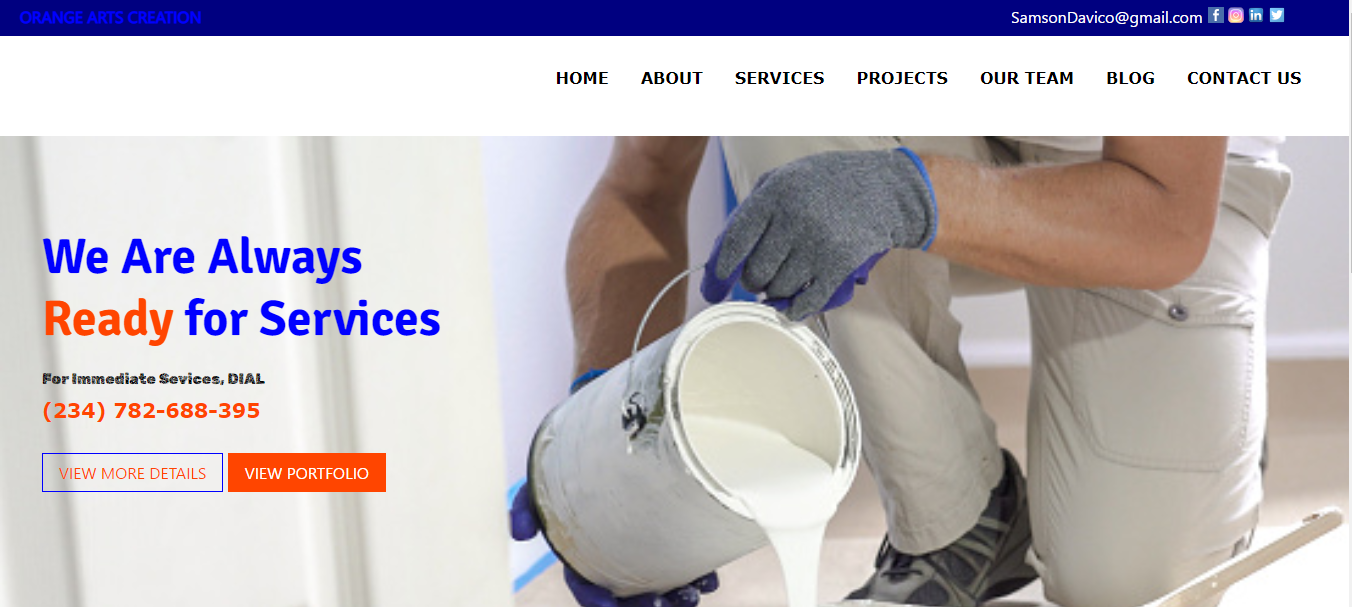 ORANGE ARTS CREATION
SamsonDavico@gmail.com
HOME ABOUT SERVICES PROJECTS OUR TEAM BLOG CONTACT US
We Are Always
Ready for Services
For Immediate Sevices, DIAL
(234) 782-688-395
VIEW MORE DETAILS VIEW PORTFOLIO